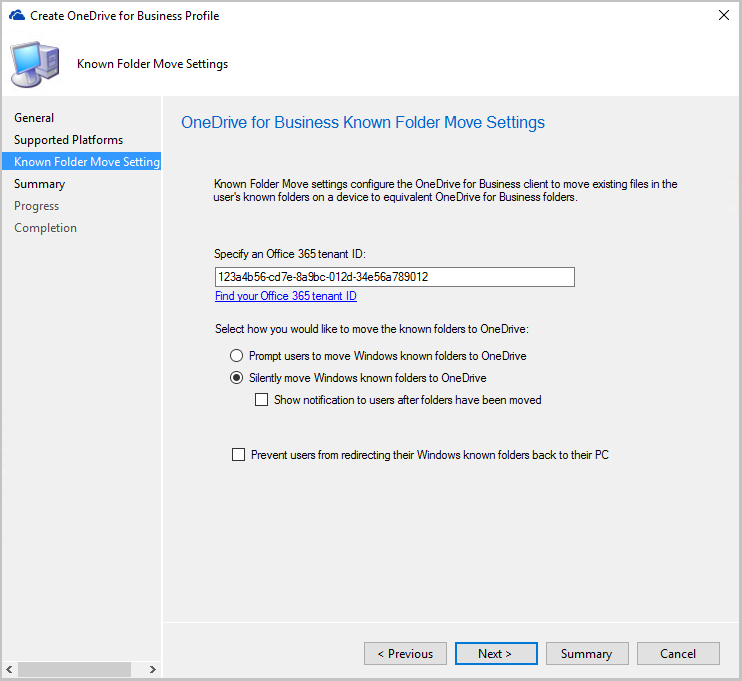 Create OneDrive for Business Profile
Known Folder Move Settings
General
Supported Platforms
Known Folder Move Setting
Summary
Progress
Completion
OneDrive for Business Known Folder Move Settings
Known Folder Move settings configure the OneDrive for Business client to move existing files in the
user's known folders on a device to equivalent OneDrive for Business folders.
Specify an Office 365 tenant ID:
123a4b56-cd7e-8a9bc-012d-34e56a789012
Find your Office 365 tenant ID
Select how you would like to move the known folders to OneDrive:
Prompt users to move Windows known folders to OneDrive
Silently move Windows known folders to OneDrive
Show notification to users after folders have been moved
Prevent users from redirecting their Windows known folders back to their PC
< Previous
Next >
Summary
Cancel